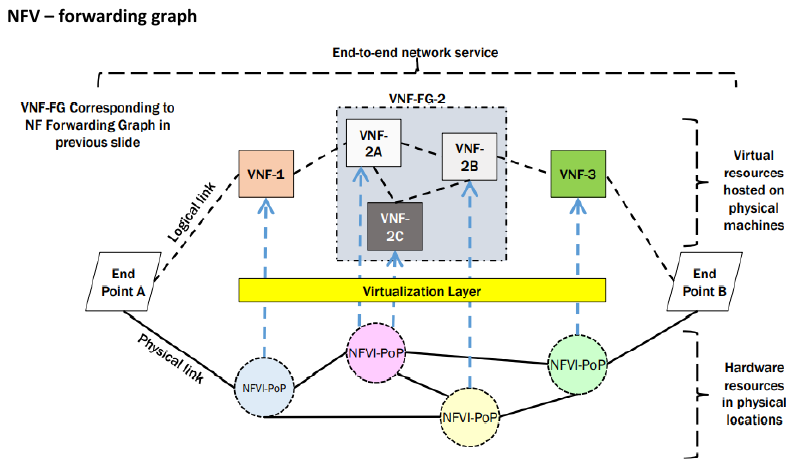 NFV – forwarding graph
End-to-end network service
VNF-FG Corresponding to
NF Forwarding Graph in
previous slide
VNF-FG-2
VNF-
2A
VNF-
2B
VNF-1
VNF-3
VNF-
2C
Virtual
resources
hosted on
physical
machines
Logical link
End
Point A
End
Point B
Virtualization Layer
Physical link
NFVI-PoP
NFVI-PoP
NFVI-PoP
NFVI-PoP
Hardware
resources
in physical
locations